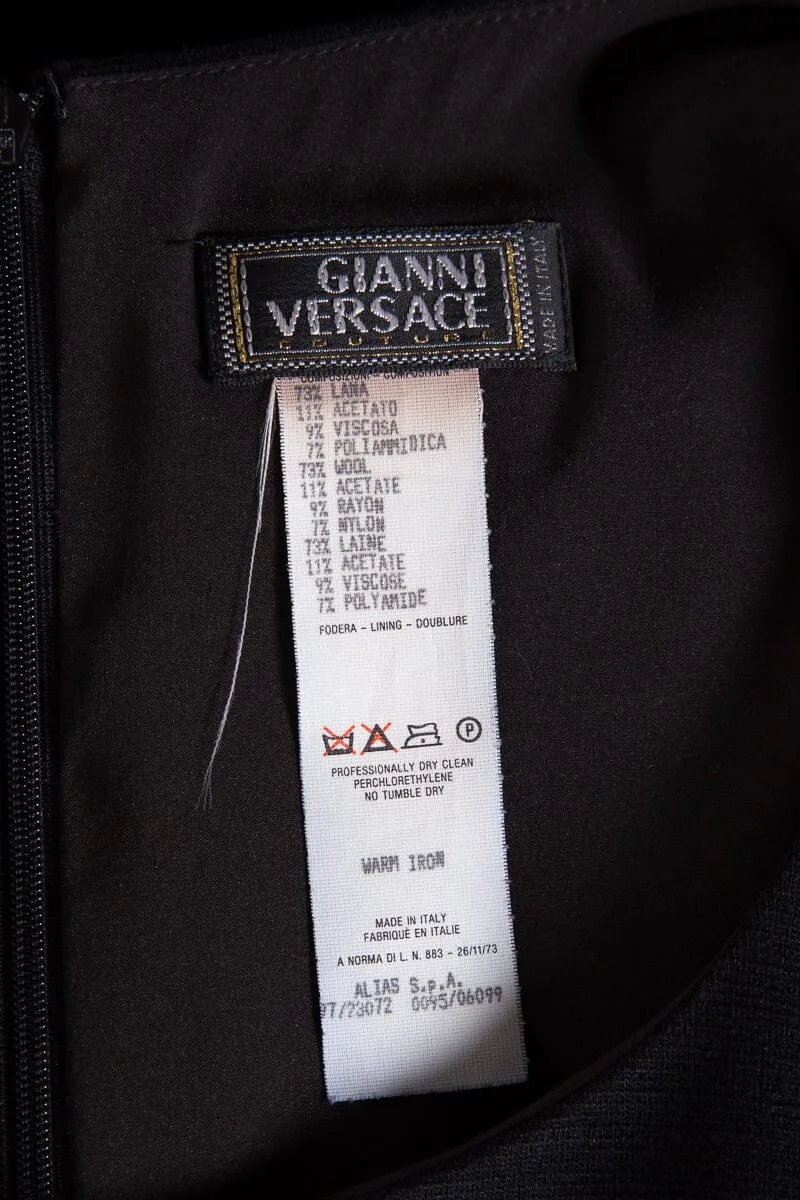 GIANNI
VERSACE
COUTURE
MADE IN ITALY
COMPOSIZIONE - COMPOSITION
73% LANA
11% ACETATO
9% VISCOSA
7% POLIAMMIDICA
73% WOOL
11% ACETATE
9% RAYON
7% NYLON
73% LAINE
11% ACETATE
9% VISCOSE
7% POLYAMIDE
FODERA - LINING - DOUBLURE
P
PROFESSIONALLY DRY CLEAN
PERCHLORETHYLENE
NO TUMBLE DRY
WARM IRON
MADE IN ITALY
FABRIQUÈ EN ITALIE
A NORMA DI L. N. 883 - 26/11/73
ALIAS S.p.A.
97/23072 0095/06099